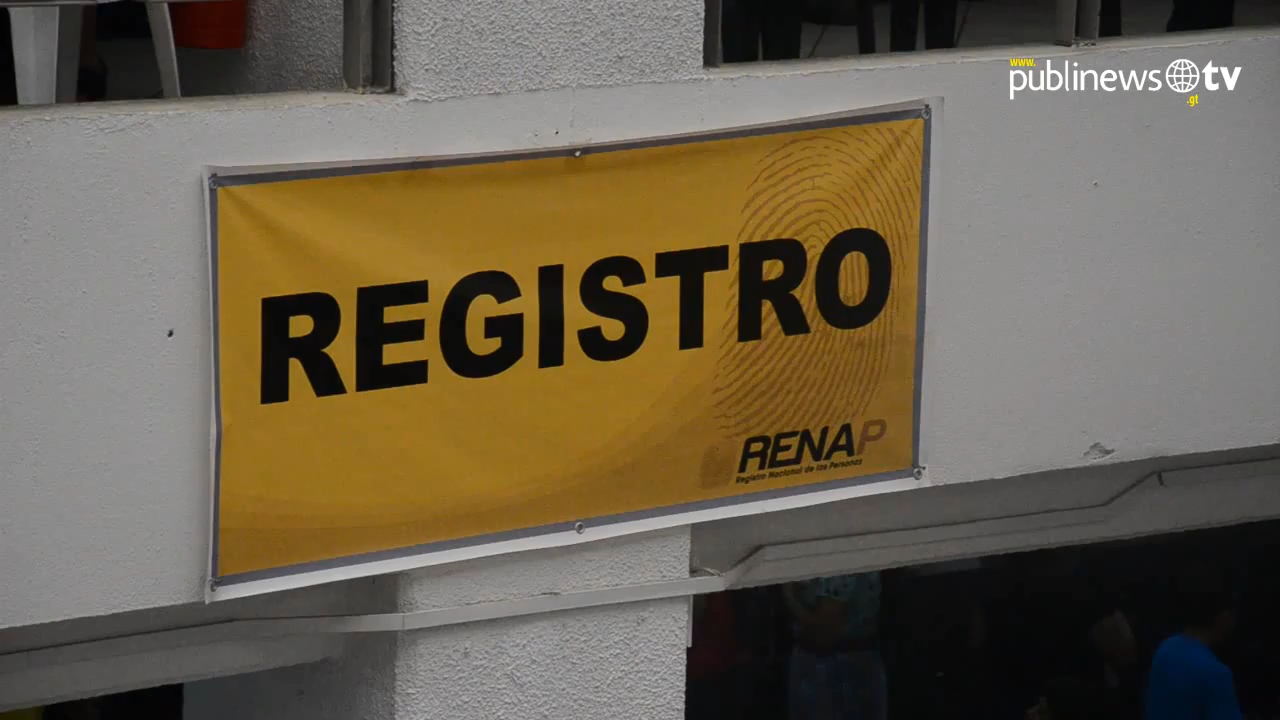 www.
publinews tv
.gt
REGISTRO
RENAP
Registro Nacional de las Personas